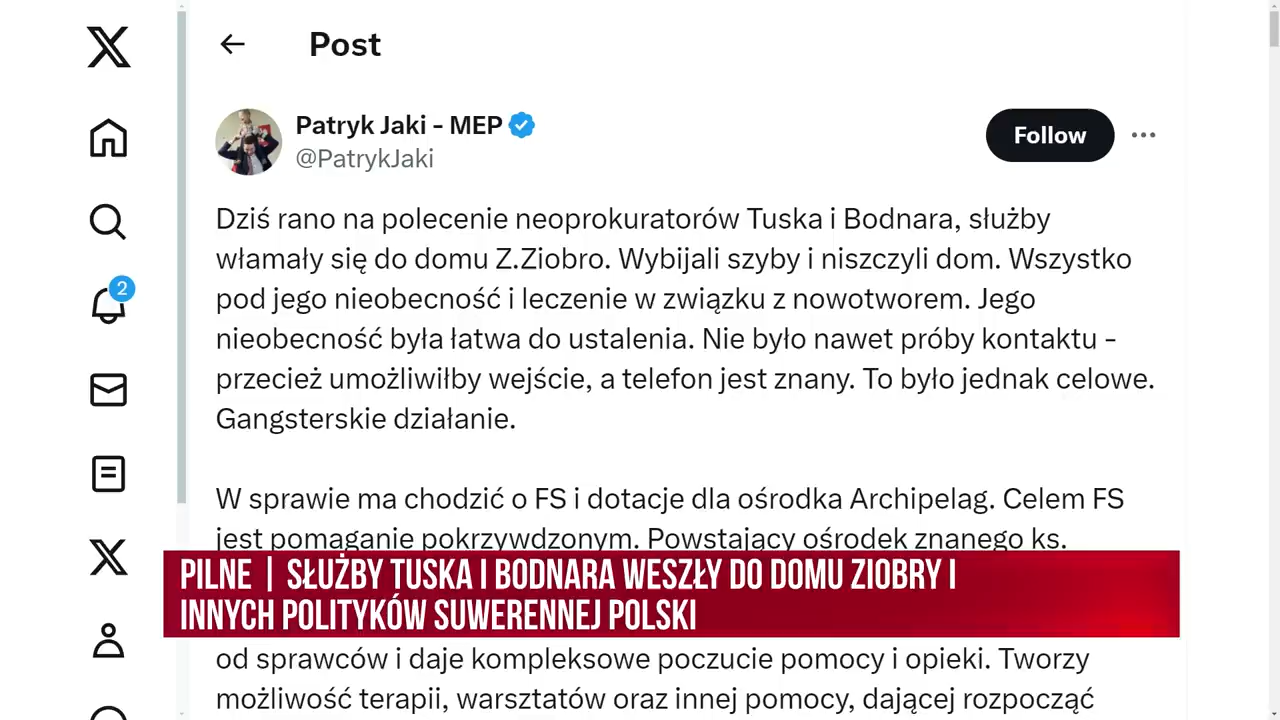 Post
Patryk Jaki - MEP
@PatrykJaki
Follow
2
Dziś rano na polecenie neoprokuratorów Tuska i Bodnara, służby
włamały się do domu Z.Ziobro. Wybijali szyby i niszczyli dom. Wszystko
pod jego nieobecność i leczenie w związku z nowotworem. Jego
nieobecność była łatwa do ustalenia. Nie było nawet próby kontaktu -
przecież umożliwiłby wejście, a telefon jest znany. To było jednak celowe.
Gangsterskie działanie.
W sprawie ma chodzić o FS i dotacje dla ośrodka Archipelag. Celem FS
jest pomaganie pokrzywdzonym. Powstający ośrodek znanego ks.
PILNE | SŁUŻBY TUSKA I BODNARA WESZŁY DO DOMU ZIOBRY I
INNYCH POLITYKÓW SUWERENNEJ POLSKI
od sprawców i daje kompleksowe poczucie pomocy i opieki. Tworzy
możliwość terapii, warsztatów oraz innej pomocy, dającej rozpocząć